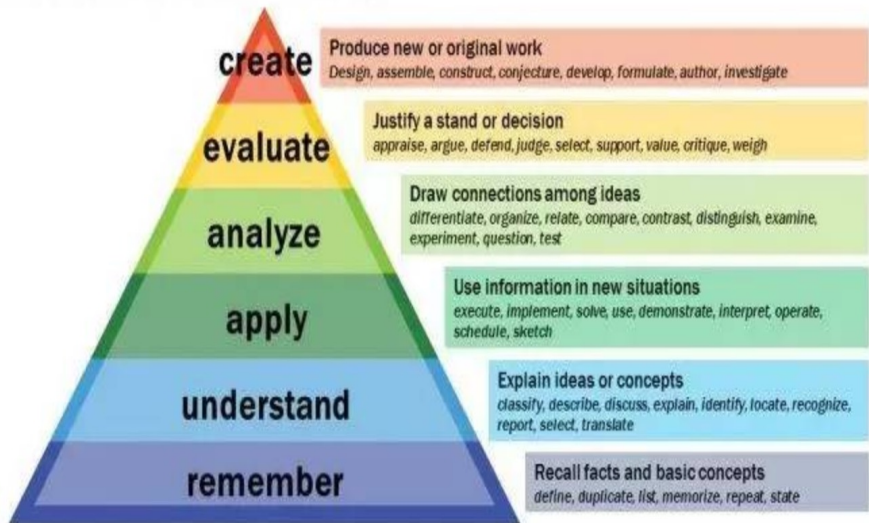 create
Produce new or original work
Design, assemble, construct, conjecture, develop, formulate, author, investigate
evaluate
Justify a stand or decision
appraise, argue, defend, judge, select, support, value, critique, weigh
analyze
Draw connections among ideas
differentiate, organize, relate, compare, contrast, distinguish, examine,
experiment, question, test
apply
Use information in new situations
execute, implement, solve, use, demonstrate, interpret, operate,
schedule, sketch
understand
Explain ideas or concepts
classify, describe, discuss, explain, identify, locate, recognize,
report, select, translate
remember
Recall facts and basic concepts
define, duplicate, list, memorize, repeat, state